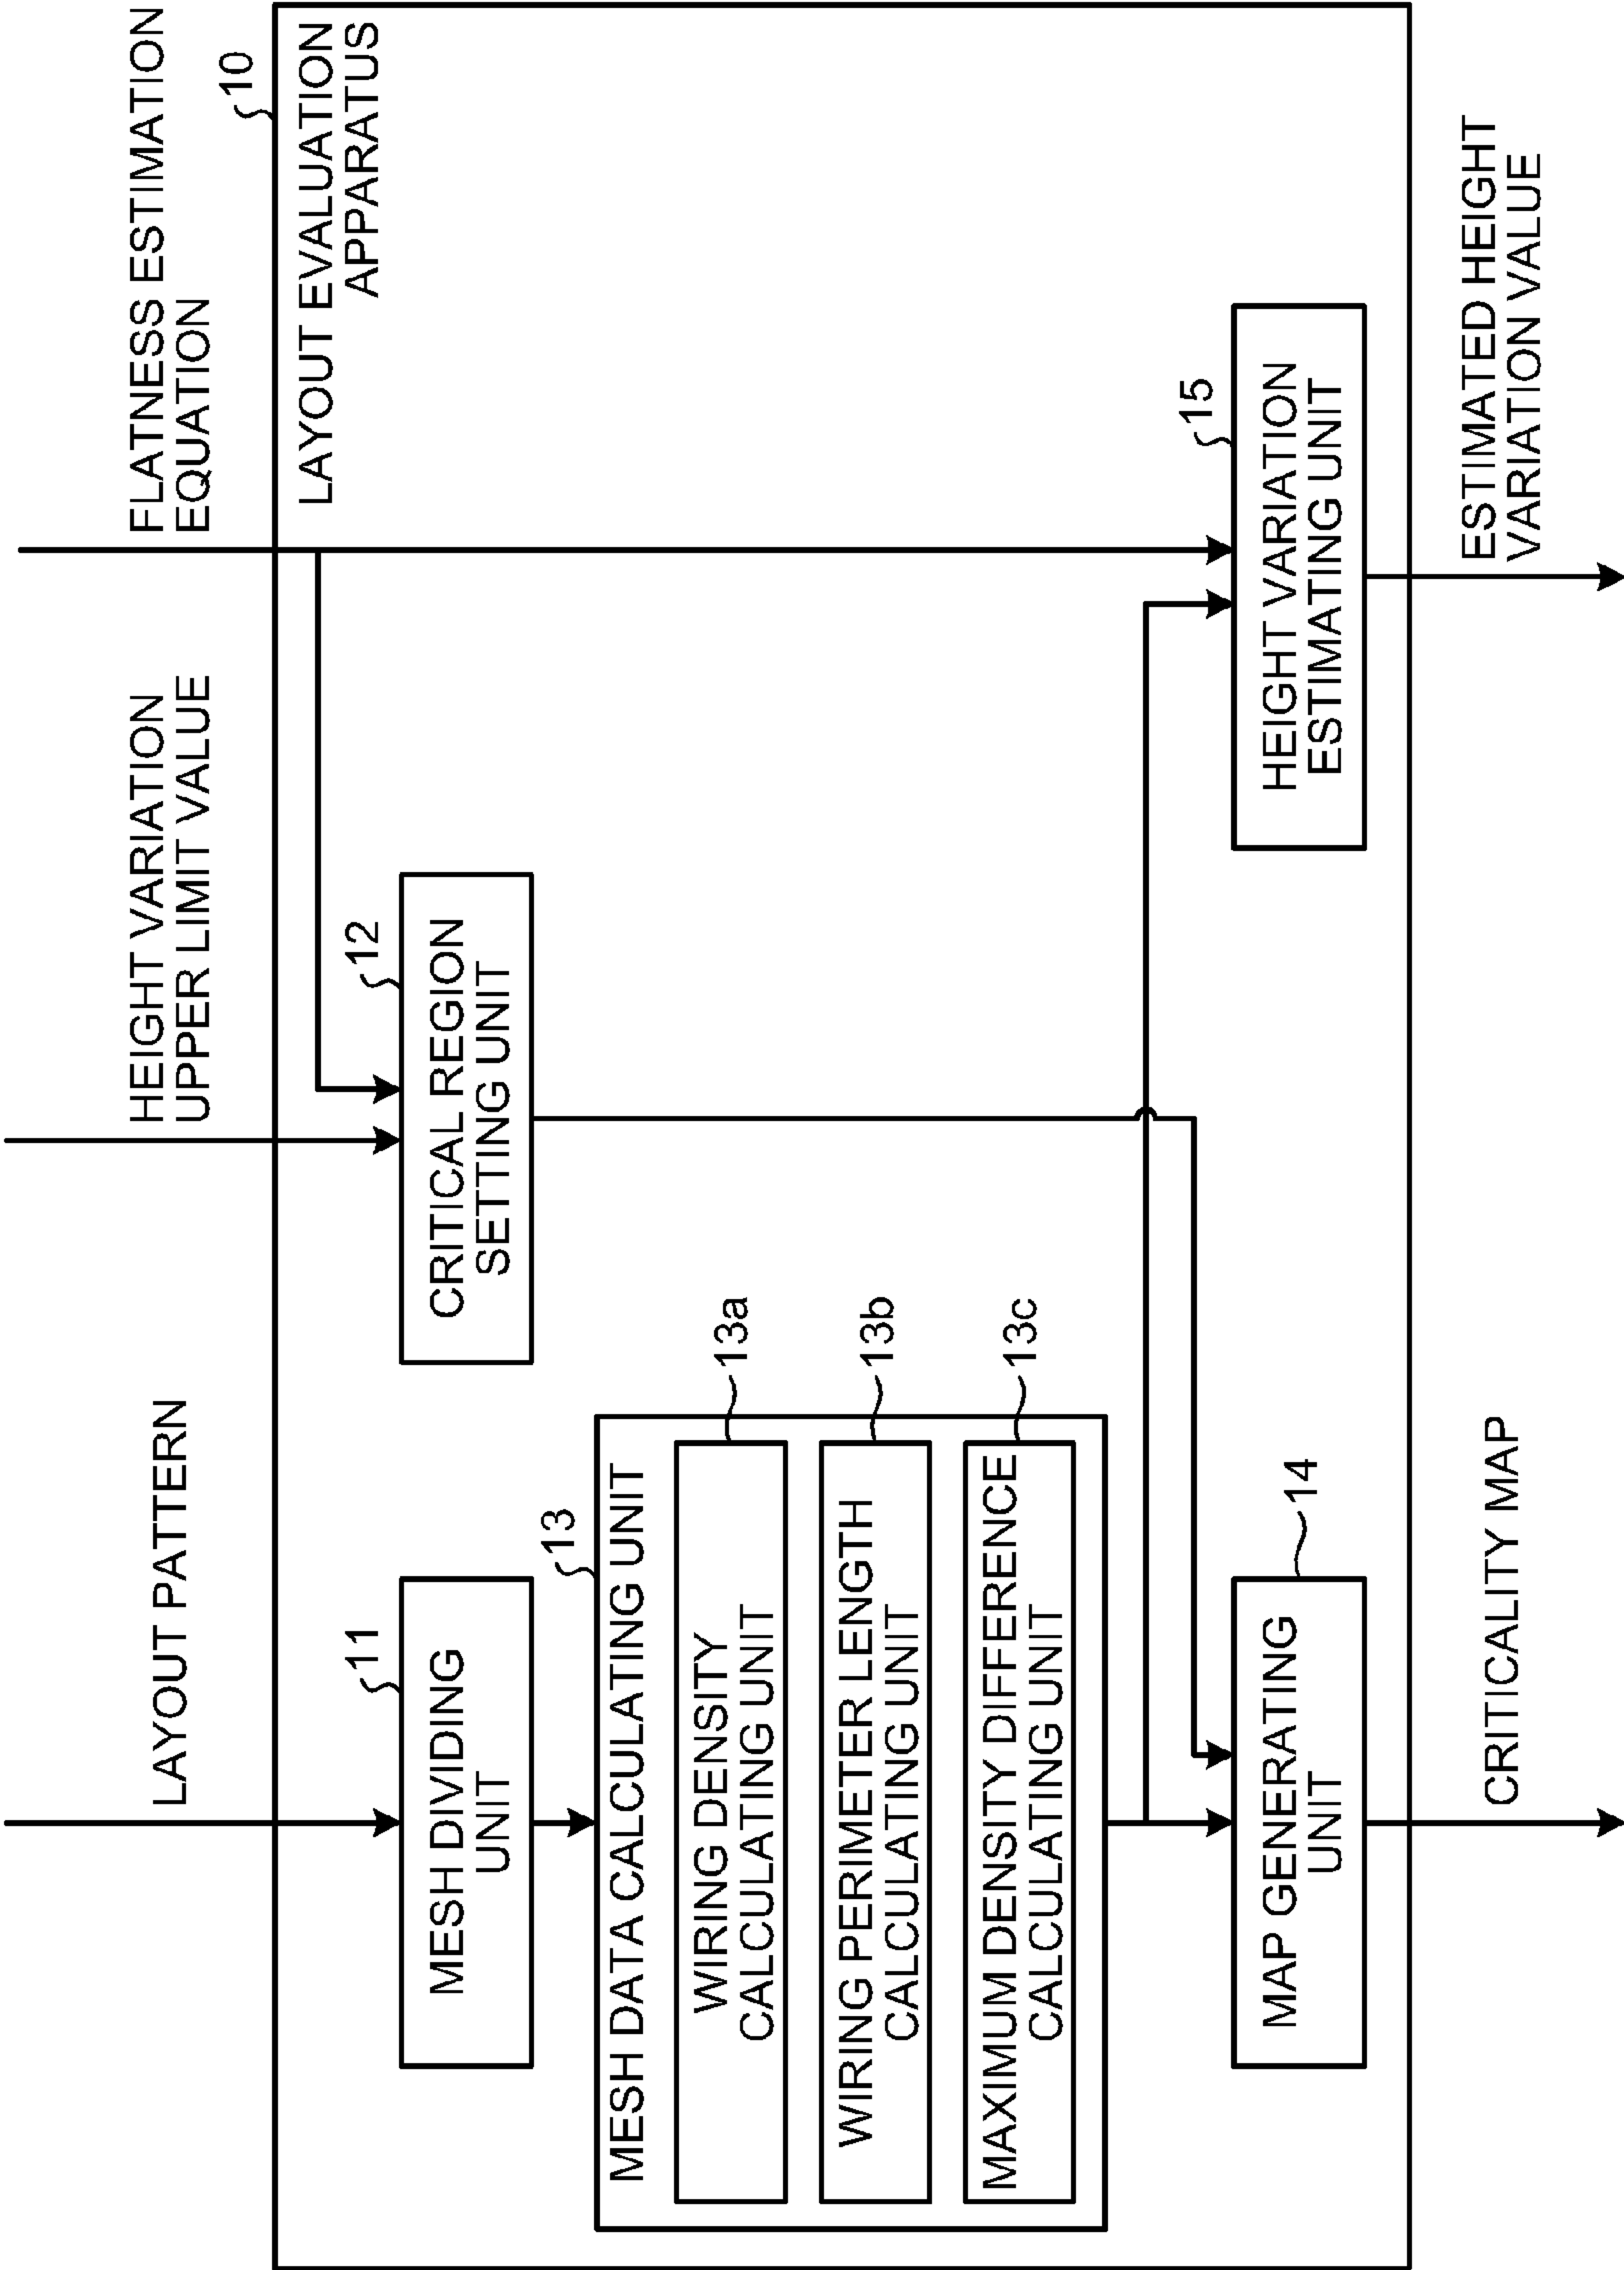 LAYOUT PATTERN
HEIGHT VARIATION
UPPER LIMIT VALUE
FLATNESS ESTIMATION
EQUATION
10
LAYOUT EVALUATION
APPARATUS
11
MESH DIVIDING
UNIT
12
CRITICAL REGION
SETTING UNIT
13
MESH DATA CALCULATING UNIT
13a
WIRING DENSITY
CALCULATING UNIT
13b
WIRING PERIMETER LENGTH
CALCULATING UNIT
13c
MAXIMUM DENSITY DIFFERENCE
CALCULATING UNIT
14
MAP GENERATING
UNIT
15
HEIGHT VARIATION
ESTIMATING UNIT
CRITICALITY MAP
ESTIMATED HEIGHT
VARIATION VALUE